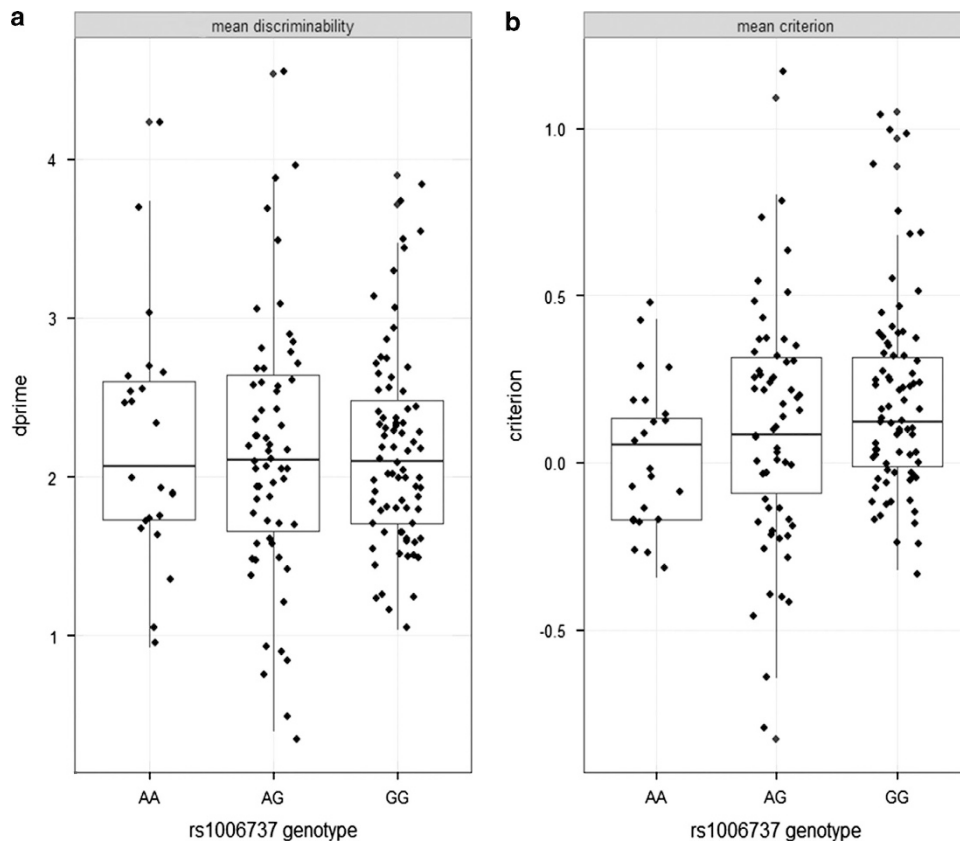 a
mean discriminability
4
3
2
1
dprime
AA AG GG
rs1006737 genotype
b
mean criterion
1.0
0.5
0.0
-0.5
criterion
AA AG GG
rs1006737 genotype